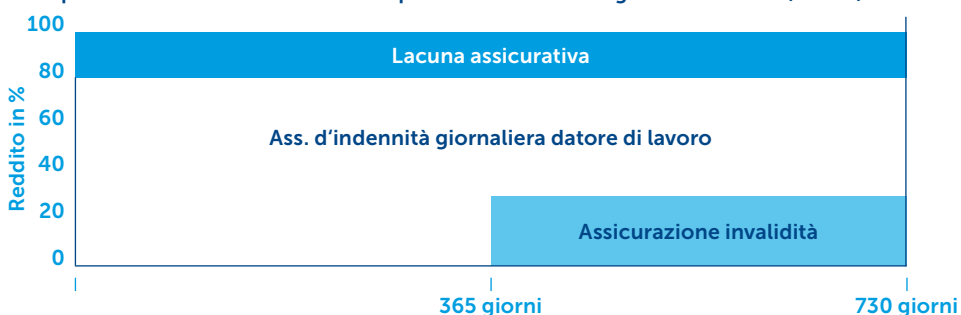 100
Lacuna assicurativa
80
60
Ass. d‘indennità giornaliera datore di lavoro
40
20
Assicurazione invalidità
0
Reddito in %
365 giorni
730 giorni